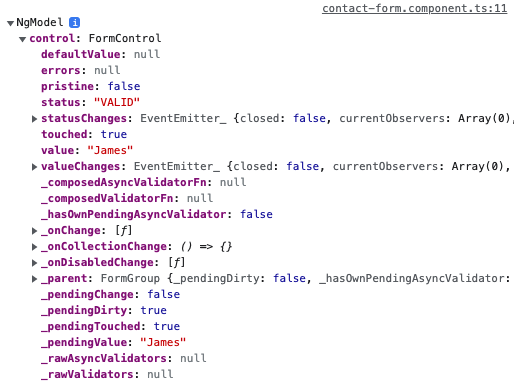 contact-form.component.ts:11
NgModel i
control: FormControl
defaultValue: null
errors: null
pristine: false
status: "VALID"
statusChanges: EventEmitter_ {closed: false, currentObservers: Array(0),
touched: true
value: "James"
valueChanges: EventEmitter_ {closed: false, currentObservers: Array(0),
_composedAsyncValidatorFn: null
_composedValidatorFn: null
_hasOwnPendingAsyncValidator: false
_onChange: [ƒ]
_onCollectionChange: () => {}
_onDisabledChange: [ƒ]
_parent: FormGroup {_pendingDirty: false, _hasOwnPendingAsyncValidator:
_pendingChange: false
_pendingDirty: true
_pendingTouched: true
_pendingValue: "James"
_rawAsyncValidators: null
_rawValidators: null